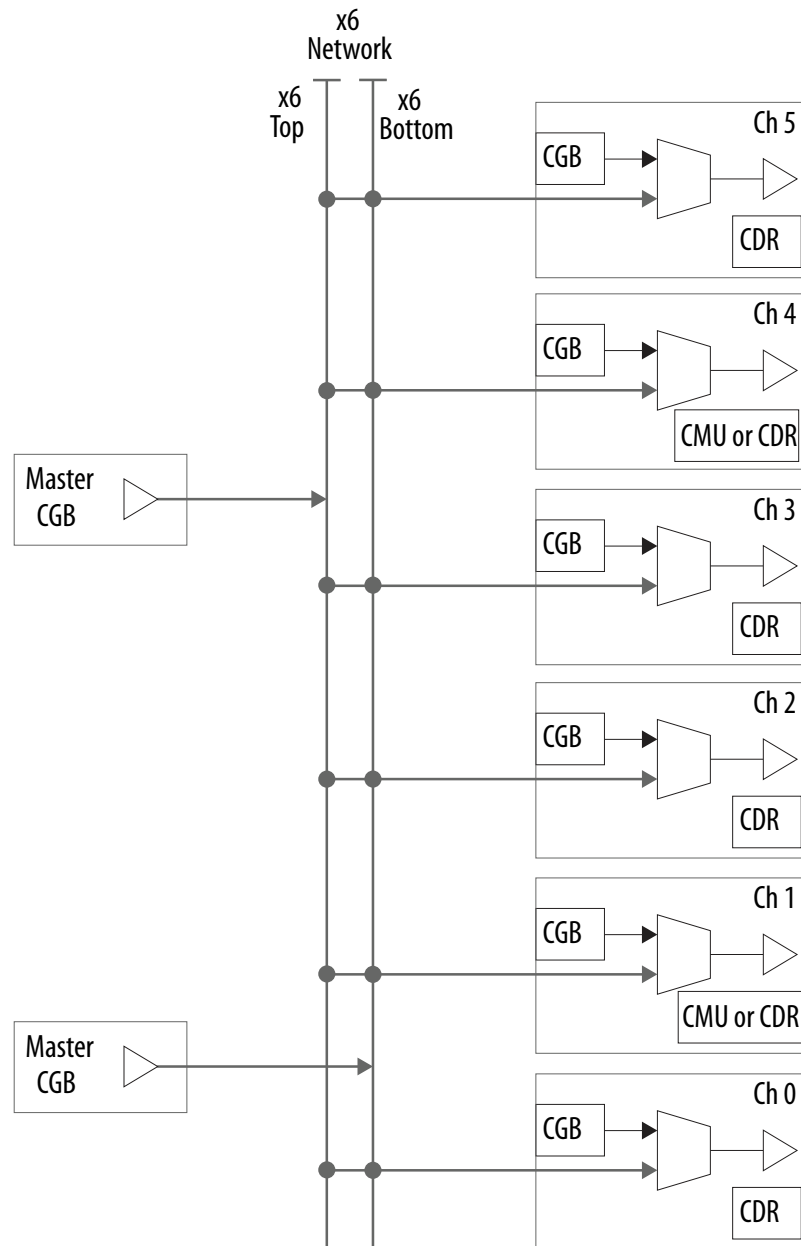 x6
Network
x6
Top
x6
Bottom
Ch 5
CGB
CDR
Ch 4
CGB
CMU or CDR
Master
CGB
Ch 3
CGB
CDR
Ch 2
CGB
CDR
Ch 1
CGB
CMU or CDR
Master
CGB
Ch 0
CGB
CDR